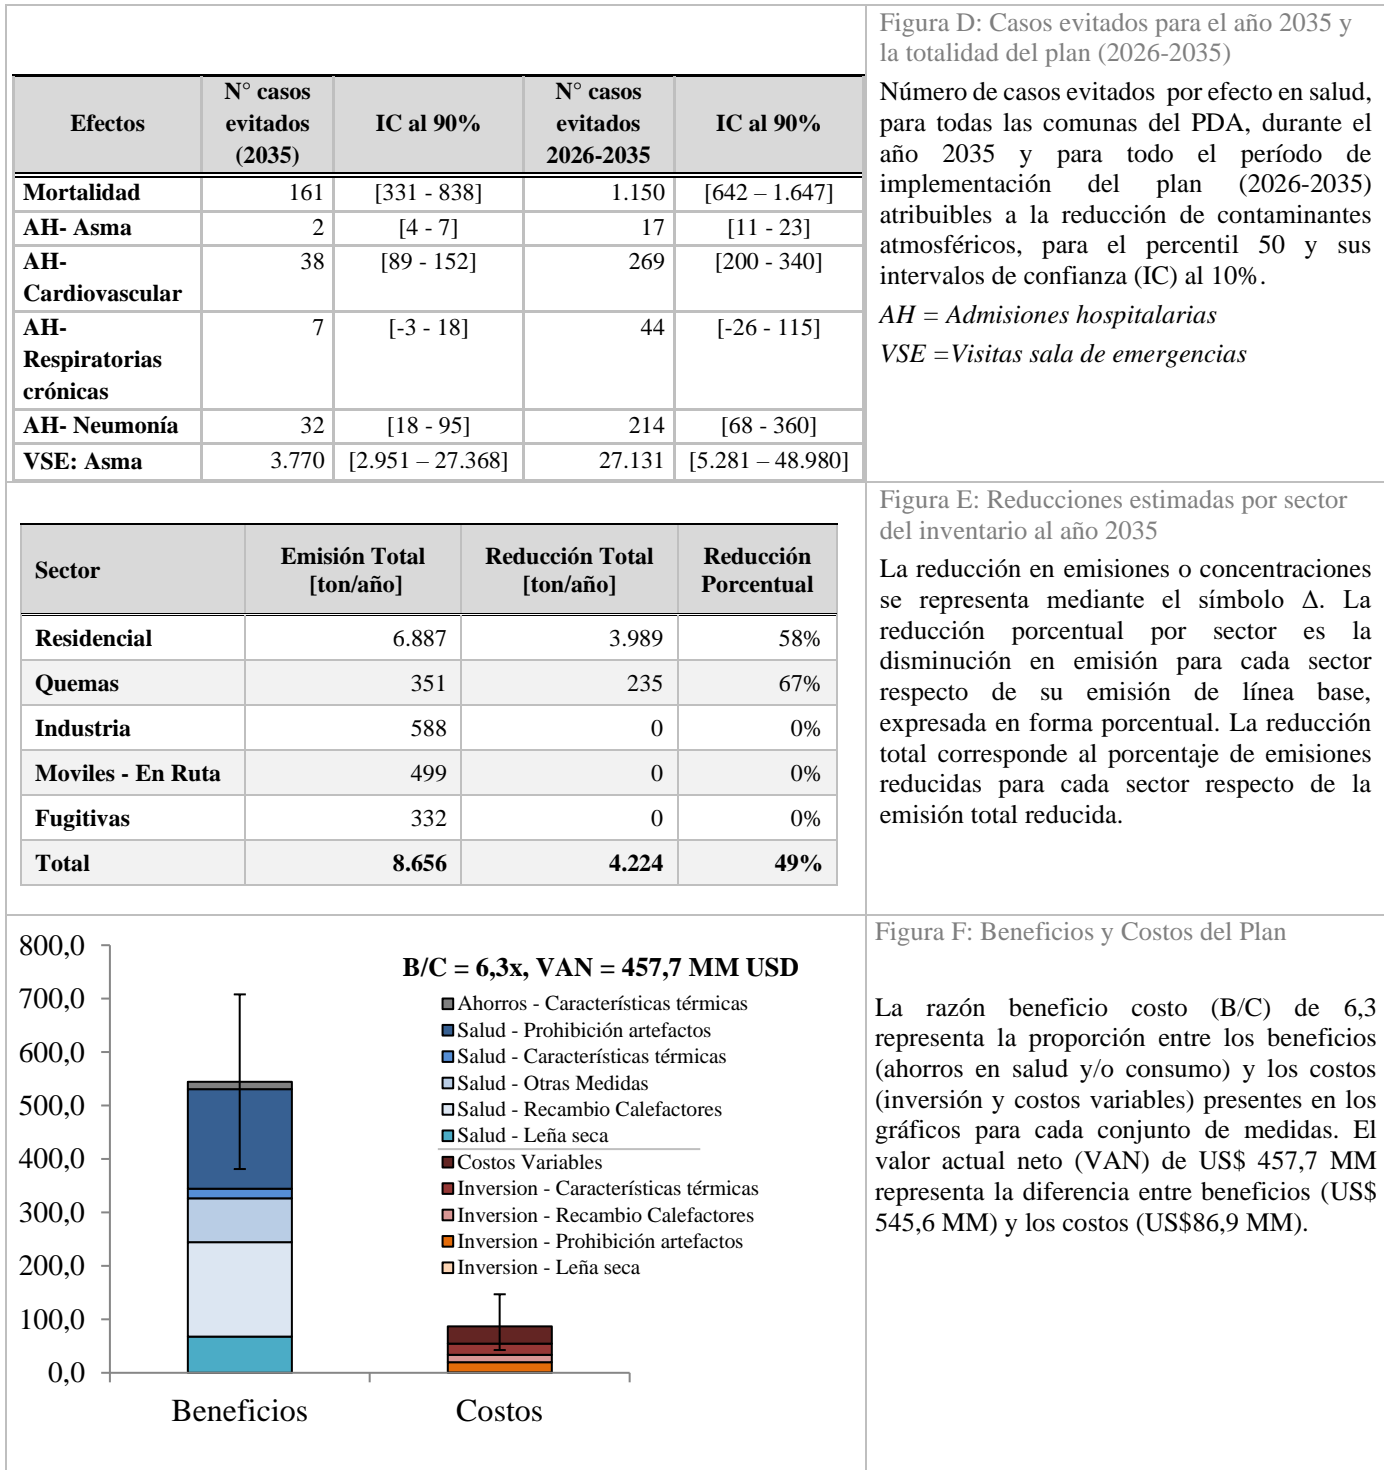 Figura D: Casos evitados para el año 2035 y
la totalidad del plan (2026-2035)
Efectos N° casos evitados (2035) IC al 90% N° casos evitados 2026-2035 IC al 90%
Mortalidad 161 [331 - 838] 1.150 [642 – 1.647]
AH- Asma 2 [4 - 7] 17 [11 - 23]
AH- Cardiovascular 38 [89 - 152] 269 [200 - 340]
AH- Respiratorias crónicas 7 [-3 - 18] 44 [-26 - 115]
AH- Neumonía 32 [18 - 95] 214 [68 - 360]
VSE: Asma 3.770 [2.951 – 27.368] 27.131 [5.281 – 48.980]
Número de casos evitados por efecto en salud,
para todas las comunas del PDA, durante el
año 2035 y para todo el período de
implementación del plan (2026-2035)
atribuibles a la reducción de contaminantes
atmosféricos, para el percentil 50 y sus
intervalos de confianza (IC) al 10%.
AH = Admisiones hospitalarias
VSE =Visitas sala de emergencias
Sector Emisión Total [ton/año] Reducción Total [ton/año] Reducción Porcentual
Residencial 6.887 3.989 58%
Quemas 351 235 67%
Industria 588 0 0%
Moviles - En Ruta 499 0 0%
Fugitivas 332 0 0%
Total 8.656 4.224 49%
Figura E: Reducciones estimadas por sector
del inventario al año 2035
La reducción en emisiones o concentraciones
se representa mediante el símbolo Δ. La
reducción porcentual por sector es la
disminución en emisión para cada sector
respecto de su emisión de línea base,
expresada en forma porcentual. La reducción
total corresponde al porcentaje de emisiones
reducidas para cada sector respecto de la
emisión total reducida.
800,0
700,0
600,0
500,0
400,0
300,0
200,0
100,0
0,0
B/C = 6,3x, VAN = 457,7 MM USD
Ahorros - Características térmicas
Salud - Prohibición artefactos
Salud - Características térmicas
Salud - Otras Medidas
Salud - Recambio Calefactores
Salud - Leña seca
Costos Variables
Inversion - Características térmicas
Inversion - Recambio Calefactores
Inversion - Prohibición artefactos
Inversion - Leña seca
Beneficios Costos
Figura F: Beneficios y Costos del Plan
La razón beneficio costo (B/C) de 6,3
representa la proporción entre los beneficios
(ahorros en salud y/o consumo) y los costos
(inversión y costos variables) presentes en los
gráficos para cada conjunto de medidas. El
valor actual neto (VAN) de US$ 457,7 MM
representa la diferencia entre beneficios (US$
545,6 MM) y los costos (US$86,9 MM).